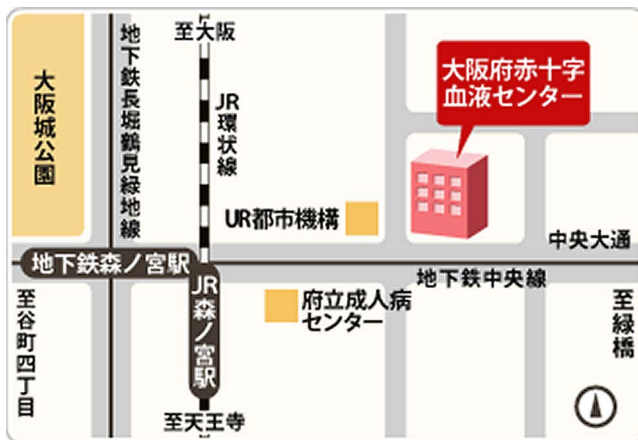 至大阪
大阪城公園
地下鉄長堀鶴見緑地線
JR環状線
大阪府赤十字
血液センター
UR都市機構
中央大通
地下鉄森ノ宮駅
地下鉄中央線
JR森ノ宮駅
府立成人病
センター
至谷町四丁目
至緑橋
至天王寺